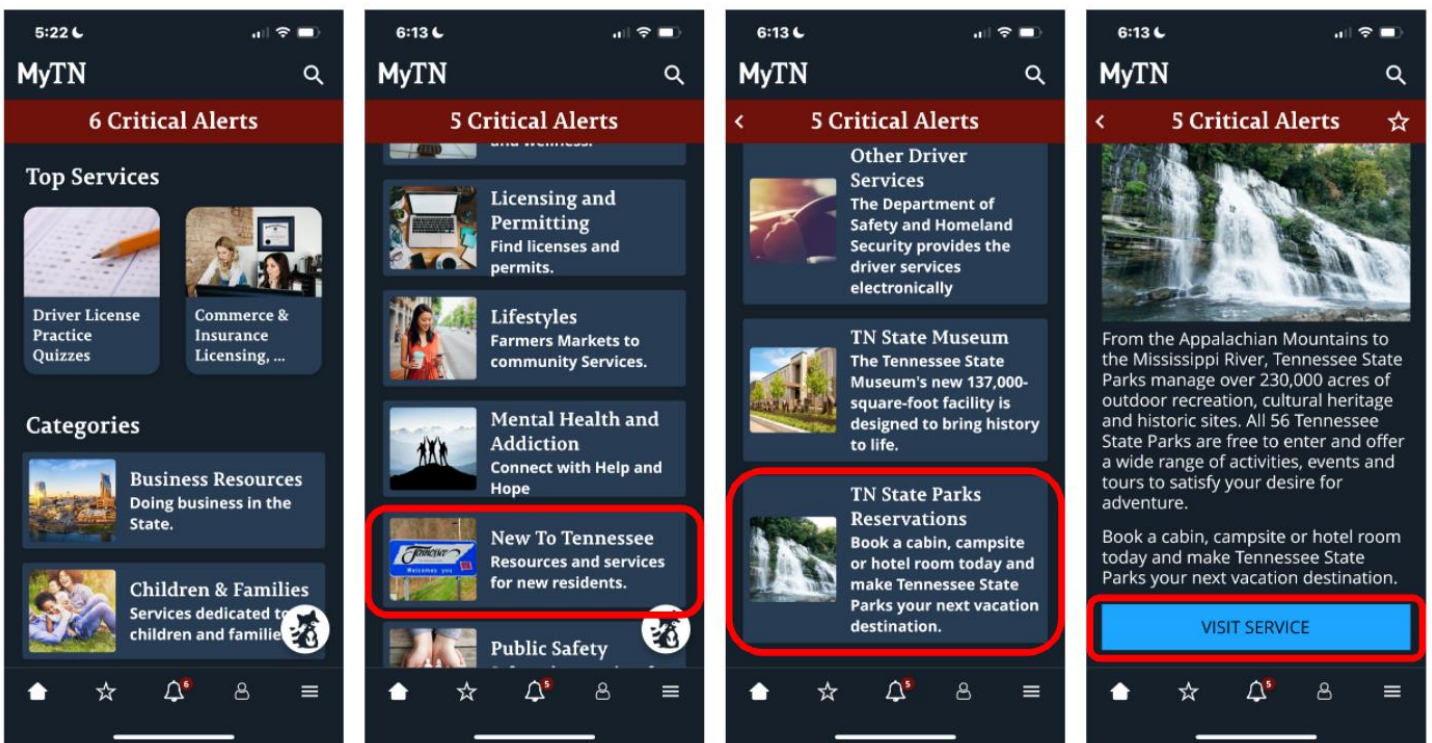 5:22
MyTN
6 Critical Alerts
Top Services
Driver License
Practice
Quizzes
Commerce &
Insurance
Licensing, ...
Categories
Business Resources
Doing business in the
State.
Children & Families
Services dedicated to
children and familie
6
6:13
MyTN
5 Critical Alerts
and wellness.
Licensing and
Permitting
Find licenses and
permits.
Lifestyles
Farmers Markets to
community Services.
Mental Health and
Addiction
Connect with Help and
Hope
Tennessee
Welcomes you
New To Tennessee
Resources and services
for new residents.
Public Safety
5
6:13
MyTN
5 Critical Alerts
Other Driver
Services
The Department of
Safety and Homeland
Security provides the
driver services
electronically
TN State Museum
The Tennessee State
Museum's new 137,000-
square-foot facility is
designed to bring history
to life.
TN State Parks
Reservations
Book a cabin, campsite
or hotel room today and
make Tennessee State
Parks your next vacation
destination.
5
6:13
MyTN
5 Critical Alerts
From the Appalachian Mountains to
the Mississippi River, Tennessee State
Parks manage over 230,000 acres of
outdoor recreation, cultural heritage
and historic sites. All 56 Tennessee
State Parks are free to enter and offer
a wide range of activities, events and
tours to satisfy your desire for
adventure.
Book a cabin, campsite or hotel room
today and make Tennessee State
Parks your next vacation destination.
VISIT SERVICE
5